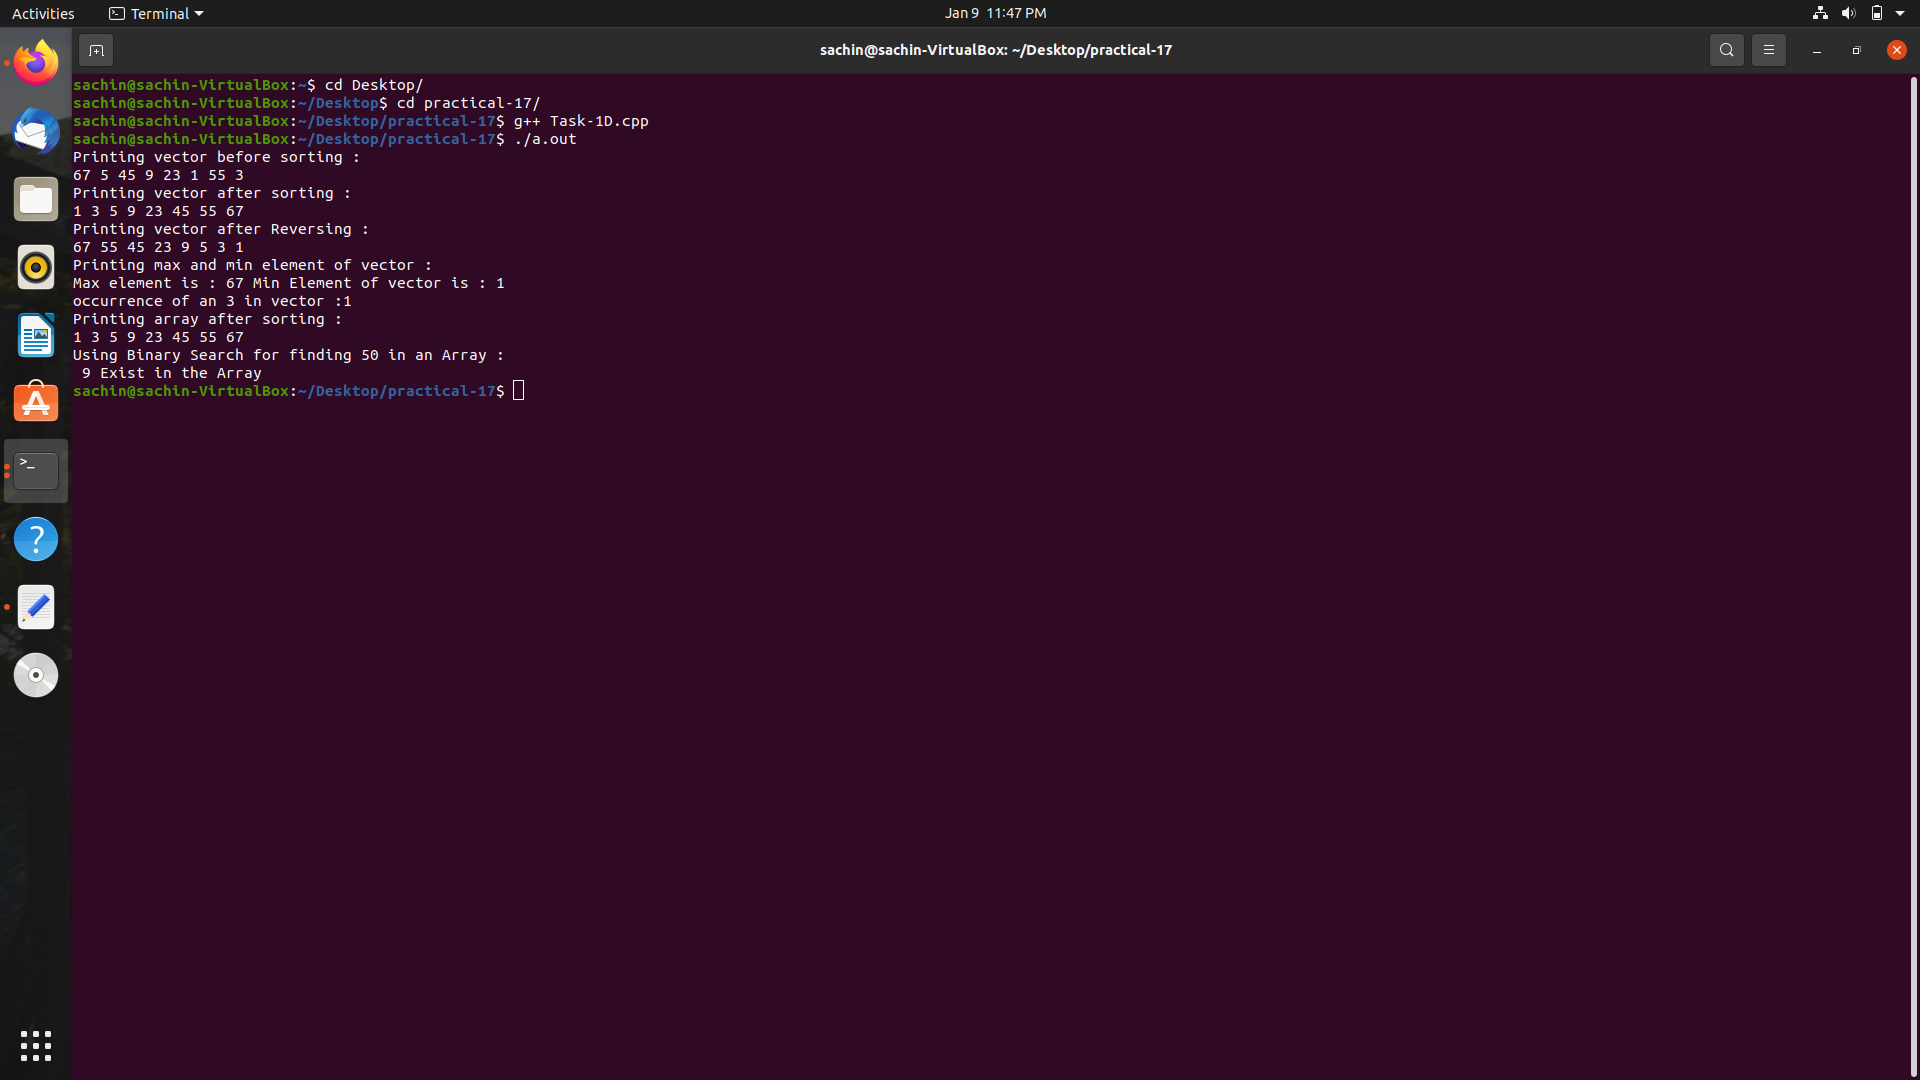 Activities
Terminal
Jan 9 11:47 PM
sachin@sachin-VirtualBox: ~/Desktop/practical-17
sachin@sachin-VirtualBox:~$ cd Desktop/
sachin@sachin-VirtualBox:~/Desktop$ cd practical-17/
sachin@sachin-VirtualBox:~/Desktop/practical-17$ g++ Task-1D.cpp
sachin@sachin-VirtualBox:~/Desktop/practical-17$ ./a.out
Printing vector before sorting :
67 5 45 9 23 1 55 3
Printing vector after sorting :
1 3 5 9 23 45 55 67
Printing vector after Reversing :
67 55 45 23 9 5 3 1
Printing max and min element of vector :
Max element is : 67 Min Element of vector is : 1
occurrence of an 3 in vector :1
Printing array after sorting :
1 3 5 9 23 45 55 67
Using Binary Search for finding 50 in an Array :
 9 Exist in the Array
sachin@sachin-VirtualBox:~/Desktop/practical-17$